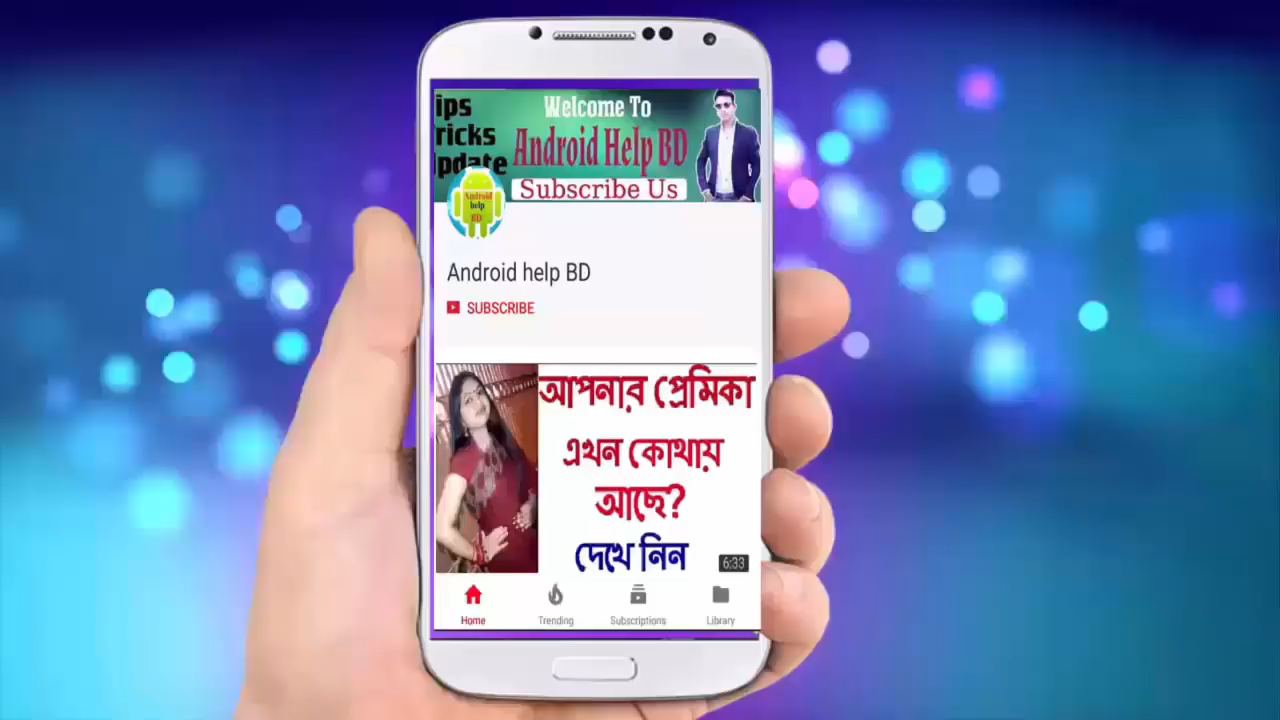 ips
ricks
pdate
Welcome To
Android Help BD
Subscribe Us
Android
help
BD
Android help BD
SUBSCRIBE
আপনার প্রেমিকা
এখন কোথায়
আছে?
দেখে নিন
6:33
Home
Trending
Subscriptions
Library